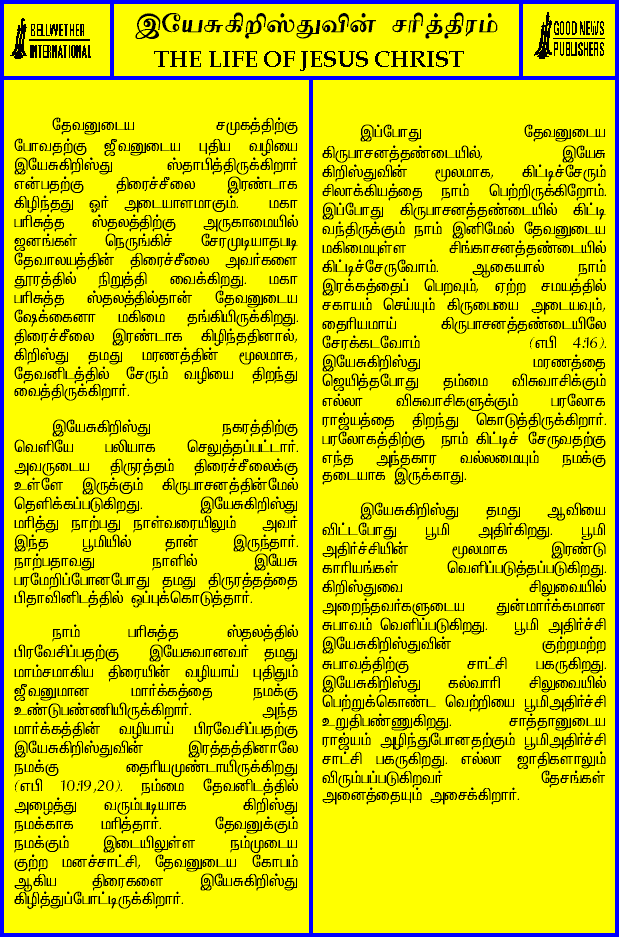 BELLWETHER
INTERNATIONAL
இயேசுகிறிஸ்துவின் சரித்திரம்
THE LIFE OF JESUS CHRIST
GOOD NEWS
PUBLISHERS
தேவனுடைய சமுகத்திற்கு
போவதற்கு ஜீவனுடைய புதிய வழியை
இயேசுகிறிஸ்து ஸ்தாபித்திருக்கிறார்
என்பதற்கு திரைச்சீலை இரண்டாக
கிழிந்தது ஓர் அடையாளமாகும். மகா
பரிசுத்த ஸ்தலத்திற்கு அருகாமையில்
ஜனங்கள் நெருங்கிச் சேரமுடியாதபடி
தேவாலயத்தின் திரைச்சீலை அவர்களை
தூரத்தில் நிறுத்தி வைக்கிறது. மகா
பரிசுத்த ஸ்தலத்தில்தான் தேவனுடைய
ஷேக்கைனா மகிமை தங்கியிருக்கிறது.
திரைச்சீலை இரண்டாக கிழிந்ததினால்,
கிறிஸ்து தமது மரணத்தின் மூலமாக,
தேவனிடத்தில் சேரும் வழியை திறந்து
வைத்திருக்கிறார்.
இயேசுகிறிஸ்து நகரத்திற்கு
வெளியே பலியாக செலுத்தப்பட்டார்.
அவருடைய திருரத்தம் திரைச்சீலைக்கு
உள்ளே இருக்கும் கிருபாசனத்தின்மேல்
தெளிக்கப்படுகிறது. இயேசுகிறிஸ்து
மரித்து நாற்பது நாள்வரையிலும் அவர்
இந்த பூமியில் தான் இருந்தார்.
நாற்பதாவது நாளில் இயேசு
பரமேறிப்போனபோது தமது திருரத்தத்தை
பிதாவினிடத்தில் ஒப்புக்கொடுத்தார்.
நாம் பரிசுத்த ஸ்தலத்தில்
பிரவேசிப்பதற்கு இயேசுவானவர் தமது
மாம்சமாகிய திரையின் வழியாய் புதிதும்
ஜீவனுமான மார்க்கத்தை நமக்கு
உண்டுபண்ணியிருக்கிறார். அந்த
மார்க்கத்தின் வழியாய் பிரவேசிப்பதற்கு
இயேசுகிறிஸ்துவின் இரத்தத்தினாலே
நமக்கு தைரியமுண்டாயிருக்கிறது
(எபி 10:19,20). நம்மை தேவனிடத்தில்
அழைத்து வரும்படியாக கிறிஸ்து
நமக்காக மரித்தார். தேவனுக்கும்
நமக்கும் இடையிலுள்ள நம்முடைய
குற்ற மனச்சாட்சி, தேவனுடைய கோபம்
ஆகிய திரைகளை இயேசுகிறிஸ்து
கிழித்துப்போட்டிருக்கிறார்.
இப்போது தேவனுடைய
கிருபாசனத்தண்டையில், இயேசு
கிறிஸ்துவின் மூலமாக, கிட்டிச்சேரும்
சிலாக்கியத்தை நாம் பெற்றிருக்கிறோம்.
இப்போது கிருபாசனத்தண்டையில் கிட்டி
வந்திருக்கும் நாம் இனிமேல் தேவனுடைய
மகிமையுள்ள சிங்காசனத்தண்டையில்
கிட்டிச்சேருவோம். ஆகையால் நாம்
இரக்கத்தைப் பெறவும், ஏற்ற சமயத்தில்
சகாயம் செய்யும் கிருபையை அடையவும்,
தைரியமாய் கிருபாசனத்தண்டையிலே
சேரக்கடவோம் (எபி 4:16).
இயேசுகிறிஸ்து மரணத்தை
ஜெயித்தபோது தம்மை விசுவாசிக்கும்
எல்லா விசுவாசிகளுக்கும் பரலோக
ராஜ்யத்தை திறந்து கொடுத்திருக்கிறார்.
பரலோகத்திற்கு நாம் கிட்டிச் சேருவதற்கு
எந்த அந்தகார வல்லமையும் நமக்கு
தடையாக இருக்காது.
இயேசுகிறிஸ்து தமது ஆவியை
விட்டபோது பூமி அதிர்கிறது. பூமி
அதிர்ச்சியின் மூலமாக இரண்டு
காரியங்கள் வெளிப்படுத்தப்படுகிறது.
கிறிஸ்துவை சிலுவையில்
அறைந்தவர்களுடைய துன்மார்க்கமான
சுபாவம் வெளிப்படுகிறது. பூமி அதிர்ச்சி
இயேசுகிறிஸ்துவின் குற்றமற்ற
சுபாவத்திற்கு சாட்சி பகருகிறது.
இயேசுகிறிஸ்து கல்வாரி சிலுவையில்
பெற்றுக்கொண்ட வெற்றியை பூமிஅதிர்ச்சி
உறுதிபண்ணுகிறது. சாத்தானுடைய
ராஜ்யம் அழிந்துபோனதற்கும் பூமிஅதிர்ச்சி
சாட்சி பகருகிறது. எல்லா ஜாதிகளாலும்
விரும்பப்படுகிறவர் தேசங்கள்
அனைத்தையும் அசைக்கிறார்.